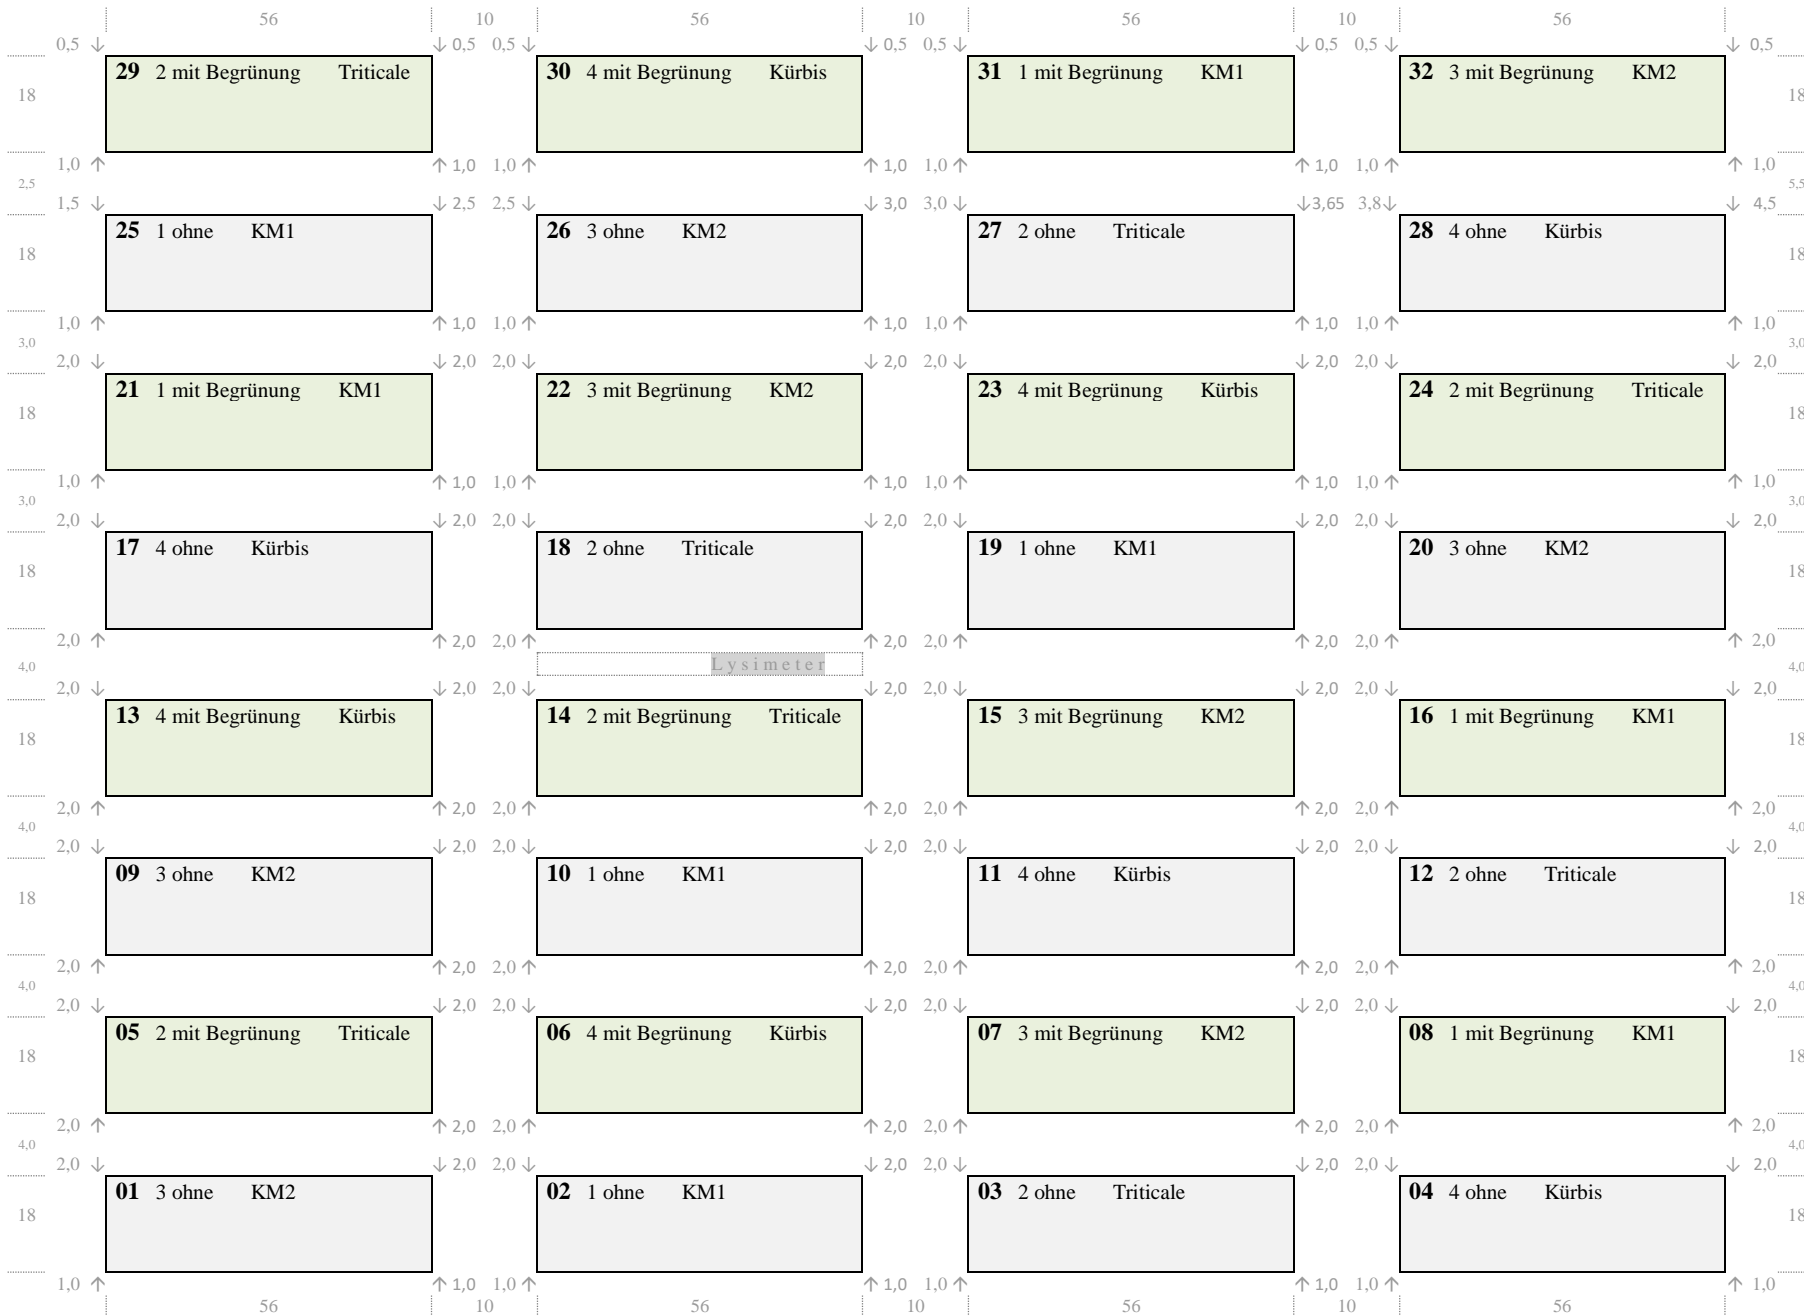 56 10 56 10 56 10 56
0,5 ↓ ↓ 0,5 0,5 ↓ ↓ 0,5 0,5 ↓ ↓ 0,5 0,5 ↓ ↓ 0,5
29 2 mit Begrünung Triticale 30 4 mit Begrünung Kürbis 31 1 mit Begrünung KM1 32 3 mit Begrünung KM2
18 18
1,0 ↑ ↑ 1,0 1,0 ↑ ↑ 1,0 1,0 ↑ ↑ 1,0 1,0 ↑ ↑ 1,0
2,5 5,5
1,5 ↓ ↓ 2,5 2,5 ↓ ↓ 3,0 3,0 ↓ ↓ 3,65 3,8 ↓ ↓ 4,5
25 1 ohne KM1 26 3 ohne KM2 27 2 ohne Triticale 28 4 ohne Kürbis
18 18
1,0 ↑ ↑ 1,0 1,0 ↑ ↑ 1,0 1,0 ↑ ↑ 1,0 1,0 ↑ ↑ 1,0
3,0 3,0
2,0 ↓ ↓ 2,0 2,0 ↓ ↓ 2,0 2,0 ↓ ↓ 2,0 2,0 ↓ ↓ 2,0
21 1 mit Begrünung KM1 22 3 mit Begrünung KM2 23 4 mit Begrünung Kürbis 24 2 mit Begrünung Triticale
18 18
1,0 ↑ ↑ 1,0 1,0 ↑ ↑ 1,0 1,0 ↑ ↑ 1,0 1,0 ↑ ↑ 1,0
3,0 3,0
2,0 ↓ ↓ 2,0 2,0 ↓ ↓ 2,0 2,0 ↓ ↓ 2,0 2,0 ↓ ↓ 2,0
17 4 ohne Kürbis 18 2 ohne Triticale 19 1 ohne KM1 20 3 ohne KM2
18 18
2,0 ↑ ↑ 2,0 2,0 ↑ ↑ 2,0 2,0 ↑ ↑ 2,0 2,0 ↑ ↑ 2,0
4,0 Lysimeter 4,0
2,0 ↓ ↓ 2,0 2,0 ↓ ↓ 2,0 2,0 ↓ ↓ 2,0 2,0 ↓ ↓ 2,0
13 4 mit Begrünung Kürbis 14 2 mit Begrünung Triticale 15 3 mit Begrünung KM2 16 1 mit Begrünung KM1
18 18
2,0 ↑ ↑ 2,0 2,0 ↑ ↑ 2,0 2,0 ↑ ↑ 2,0 2,0 ↑ ↑ 2,0
4,0 4,0
2,0 ↓ ↓ 2,0 2,0 ↓ ↓ 2,0 2,0 ↓ ↓ 2,0 2,0 ↓ ↓ 2,0
09 3 ohne KM2 10 1 ohne KM1 11 4 ohne Kürbis 12 2 ohne Triticale
18 18
2,0 ↑ ↑ 2,0 2,0 ↑ ↑ 2,0 2,0 ↑ ↑ 2,0 2,0 ↑ ↑ 2,0
4,0 4,0
2,0 ↓ ↓ 2,0 2,0 ↓ ↓ 2,0 2,0 ↓ ↓ 2,0 2,0 ↓ ↓ 2,0
05 2 mit Begrünung Triticale 06 4 mit Begrünung Kürbis 07 3 mit Begrünung KM2 08 1 mit Begrünung KM1
18 18
2,0 ↑ ↑ 2,0 2,0 ↑ ↑ 2,0 2,0 ↑ ↑ 2,0 2,0 ↑ ↑ 2,0
4,0 4,0
2,0 ↓ ↓ 2,0 2,0 ↓ ↓ 2,0 2,0 ↓ ↓ 2,0 2,0 ↓ ↓ 2,0
01 3 ohne KM2 02 1 ohne KM1 03 2 ohne Triticale 04 4 ohne Kürbis
18 18
1,0 ↑ ↑ 1,0 1,0 ↑ ↑ 1,0 1,0 ↑ ↑ 1,0 1,0 ↑ ↑ 1,0
56 10 56 10 56 10 56